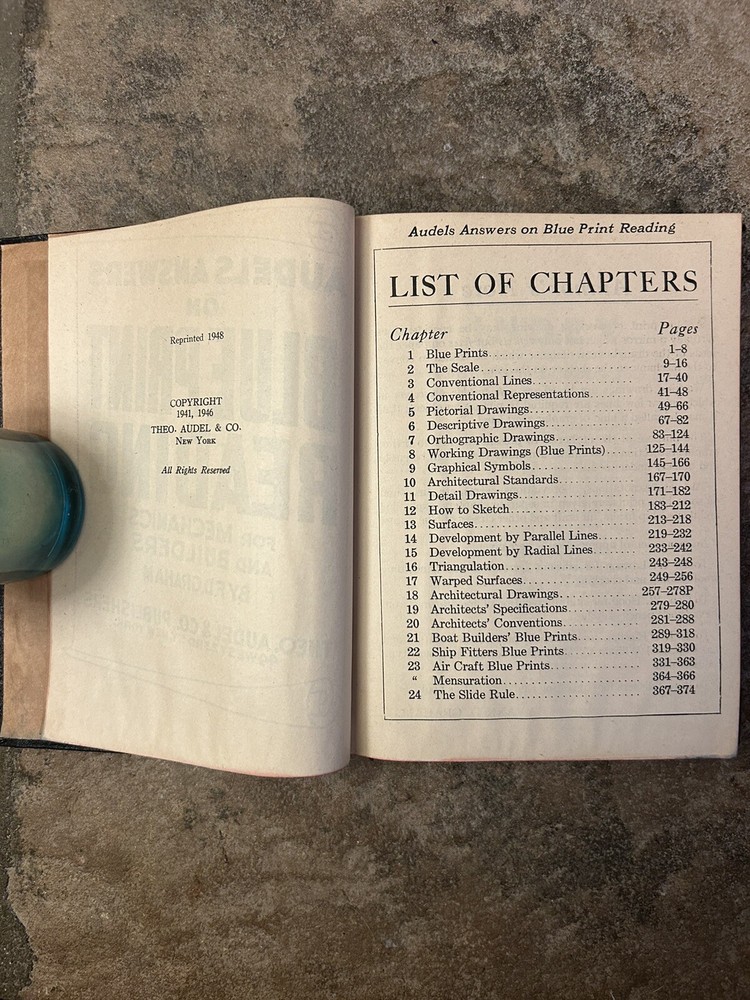 Reprinted 1948
COPYRIGHT
1941, 1946
THEO. AUDEL & CO.
NEW YORK
All Rights Reserved
Audels Answers on Blue Print Reading
LIST OF CHAPTERS
Chapter Pages
1 Blue Prints 1–8
2 The Scale 9–16
3 Conventional Lines 17–40
4 Conventional Representations 41–48
5 Pictorial Drawings 49–66
6 Descriptive Drawings 67–82
7 Orthographic Drawings 83–124
8 Working Drawings (Blue Prints) 125–144
9 Graphical Symbols 145–166
10 Architectural Standards 167–170
11 Detail Drawings 171–182
12 How to Sketch 183–212
13 Surfaces 213–218
14 Development by Parallel Lines 219–232
15 Development by Radial Lines 233–242
16 Triangulation 243–248
17 Warped Surfaces 249–256
18 Architectural Drawings 257–278P
19 Architects' Specifications 279–280
20 Architects' Conventions 281–288
21 Boat Builders' Blue Prints 289–318
22 Ship Fitters Blue Prints 319–330
23 Air Craft Blue Prints 331–363
“ Mensuration 364–366
24 The Slide Rule 367–374